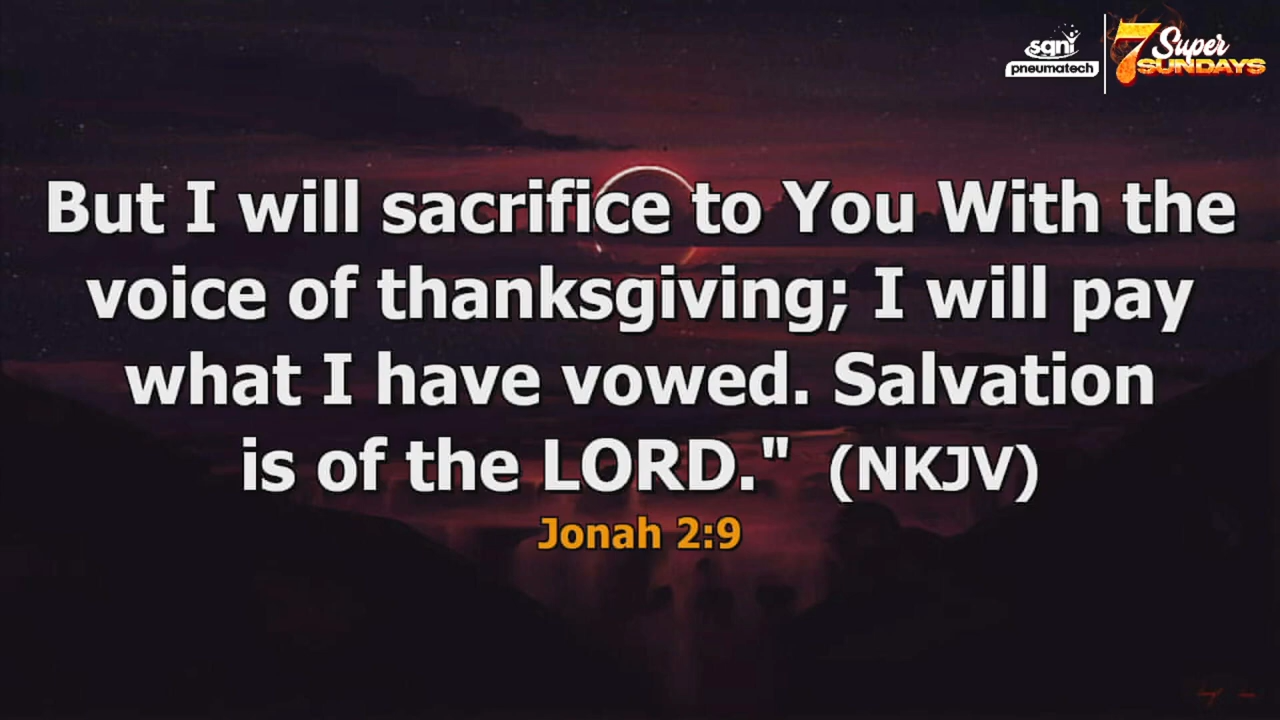 sgni
pneumatech
7 Super
SUNDAYS
But I will sacrifice to You With the
voice of thanksgiving; I will pay
what I have vowed. Salvation
is of the LORD." (NKJV)
Jonah 2:9